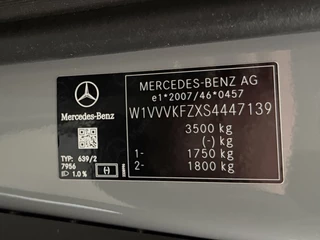 MERCEDES-BENZ AG
e1*2007/46*0457
W1VVVKFZXS4447139
3500 kg
(-) kg
1- 1750 kg
2- 1800 kg
Mercedes-Benz
TYP: 639/2
7956
1.0 %